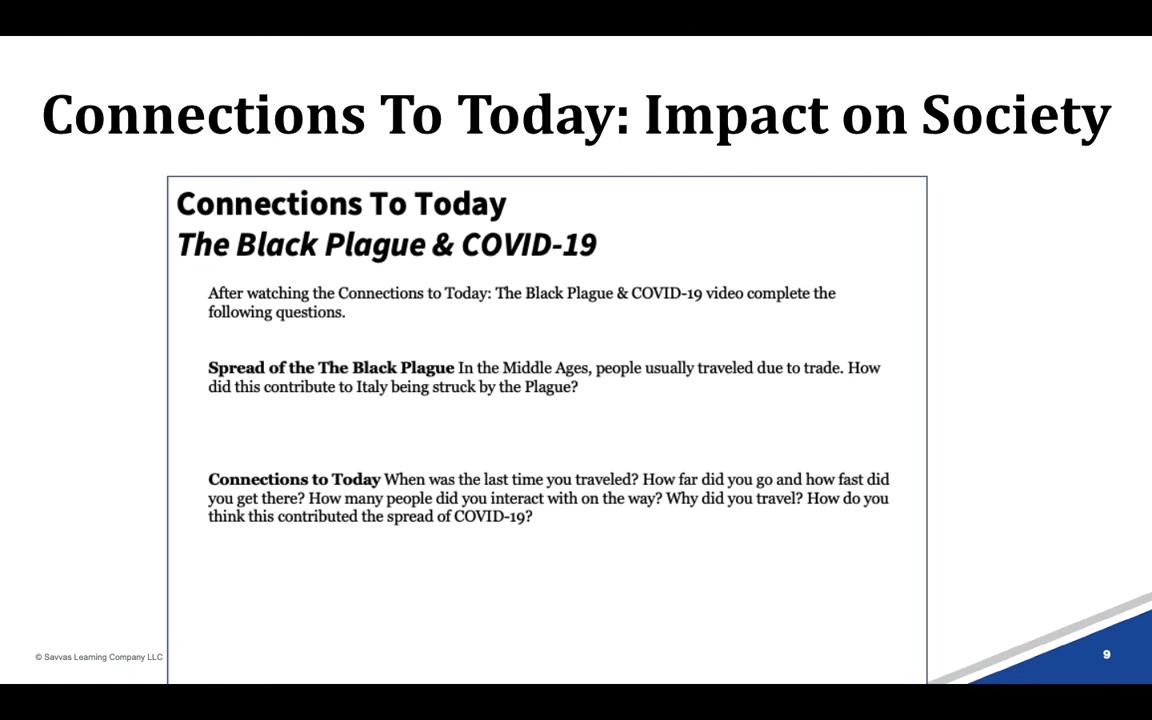 Connections To Today: Impact on Society
Connections To Today
The Black Plague & COVID-19
After watching the Connections to Today: The Black Plague & COVID-19 video complete the
following questions.
Spread of the The Black Plague In the Middle Ages, people usually traveled due to trade. How
did this contribute to Italy being struck by the Plague?
Connections to Today When was the last time you traveled? How far did you go and how fast did
you get there? How many people did you interact with on the way? Why did you travel? How do you
think this contributed the spread of COVID-19?
© Savvas Learning Company LLC
9